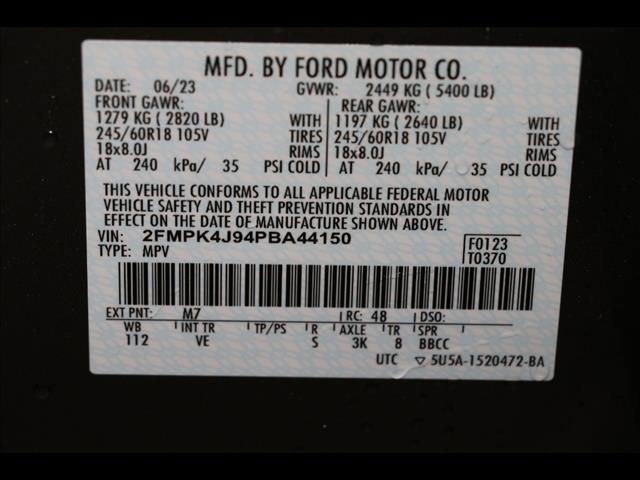 MFD. BY FORD MOTOR CO.
DATE: 06/23 GVWR: 2449 KG ( 5400 LB)
FRONT GAWR: REAR GAWR:
1279 KG ( 2820 LB) WITH 1197 KG ( 2640 LB) WITH
245/60R18 105V TIRES 245/60R18 105V TIRES
18x8.0J RIMS 18x8.0J RIMS
AT 240 kPa/ 35 PSI COLD AT 240 kPa/ 35 PSI COLD
THIS VEHICLE CONFORMS TO ALL APPLICABLE FEDERAL MOTOR
VEHICLE SAFETY AND THEFT PREVENTION STANDARDS IN
EFFECT ON THE DATE OF MANUFACTURE SHOWN ABOVE.
VIN: 2FMPK4J94PBA44150 F0123
TYPE: MPV T0370
EXT PNT: M7 RC: 48 DSO:
WB INT TR TP/PS R AXLE TR SPR
112 VE S 3K 8 BBCC
UTC ▽ 5U5A-1520472-BA